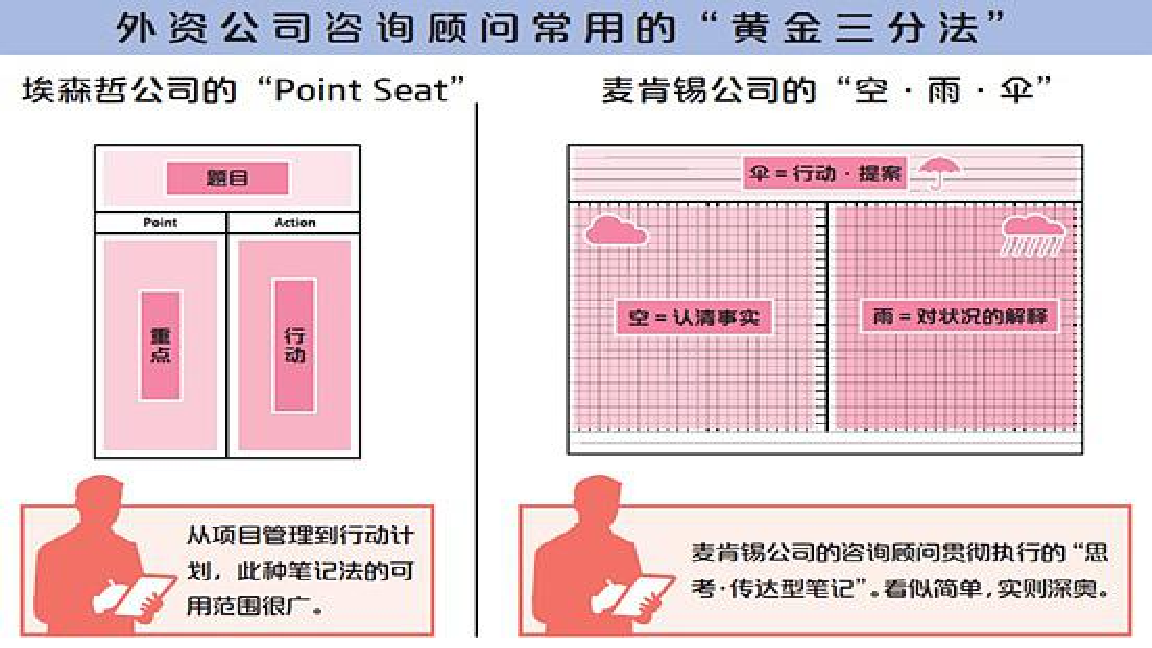 外资公司咨询顾问常用的“黄金三分法”
埃森哲公司的“Point Seat”
题目
Point
Action
重点
行动
从项目管理到行动计
划，此种笔记法的可
用范围很广。
麦肯锡公司的“空·雨·伞”
伞=行动·提案
空=认清事实
雨=对状况的解释
麦肯锡公司的咨询顾问贯彻执行的“思
考·传达型笔记”。看似简单，实则深奥。